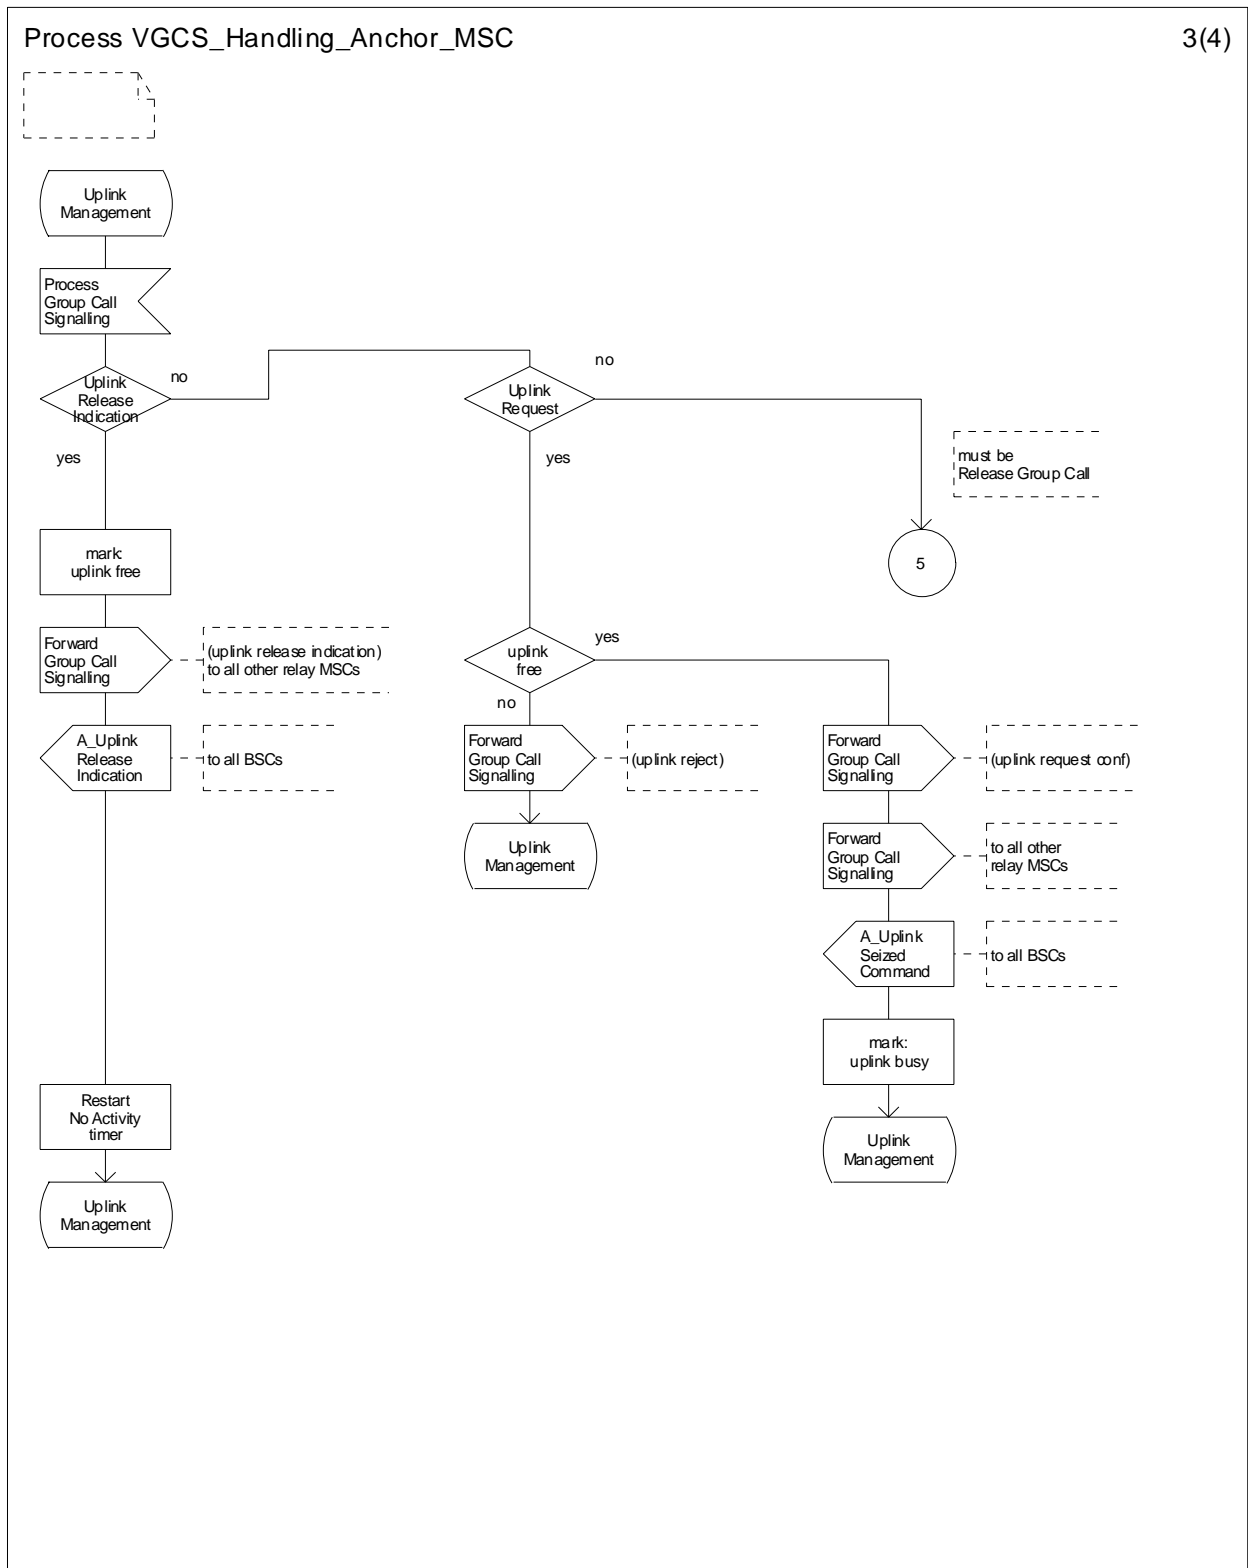 Process VGCS_Handling_Anchor_MSC
3(4)
Uplink
Management
Process
Group Call
Signalling
Uplink
Release
Indication
no
yes
Uplink
Request
no
yes
must be
Release Group Call
5
mark:
uplink free
Forward
Group Call
Signalling
(uplink release indication)
to all other relay MSCs
A_Uplink
Release
Indication
to all BSCs
Restart
No Activity
timer
Uplink
Management
uplink
free
yes
no
Forward
Group Call
Signalling
(uplink reject)
Uplink
Management
Forward
Group Call
Signalling
(uplink request conf)
Forward
Group Call
Signalling
to all other
relay MSCs
A_Uplink
Seized
Command
to all BSCs
mark:
uplink busy
Uplink
Management